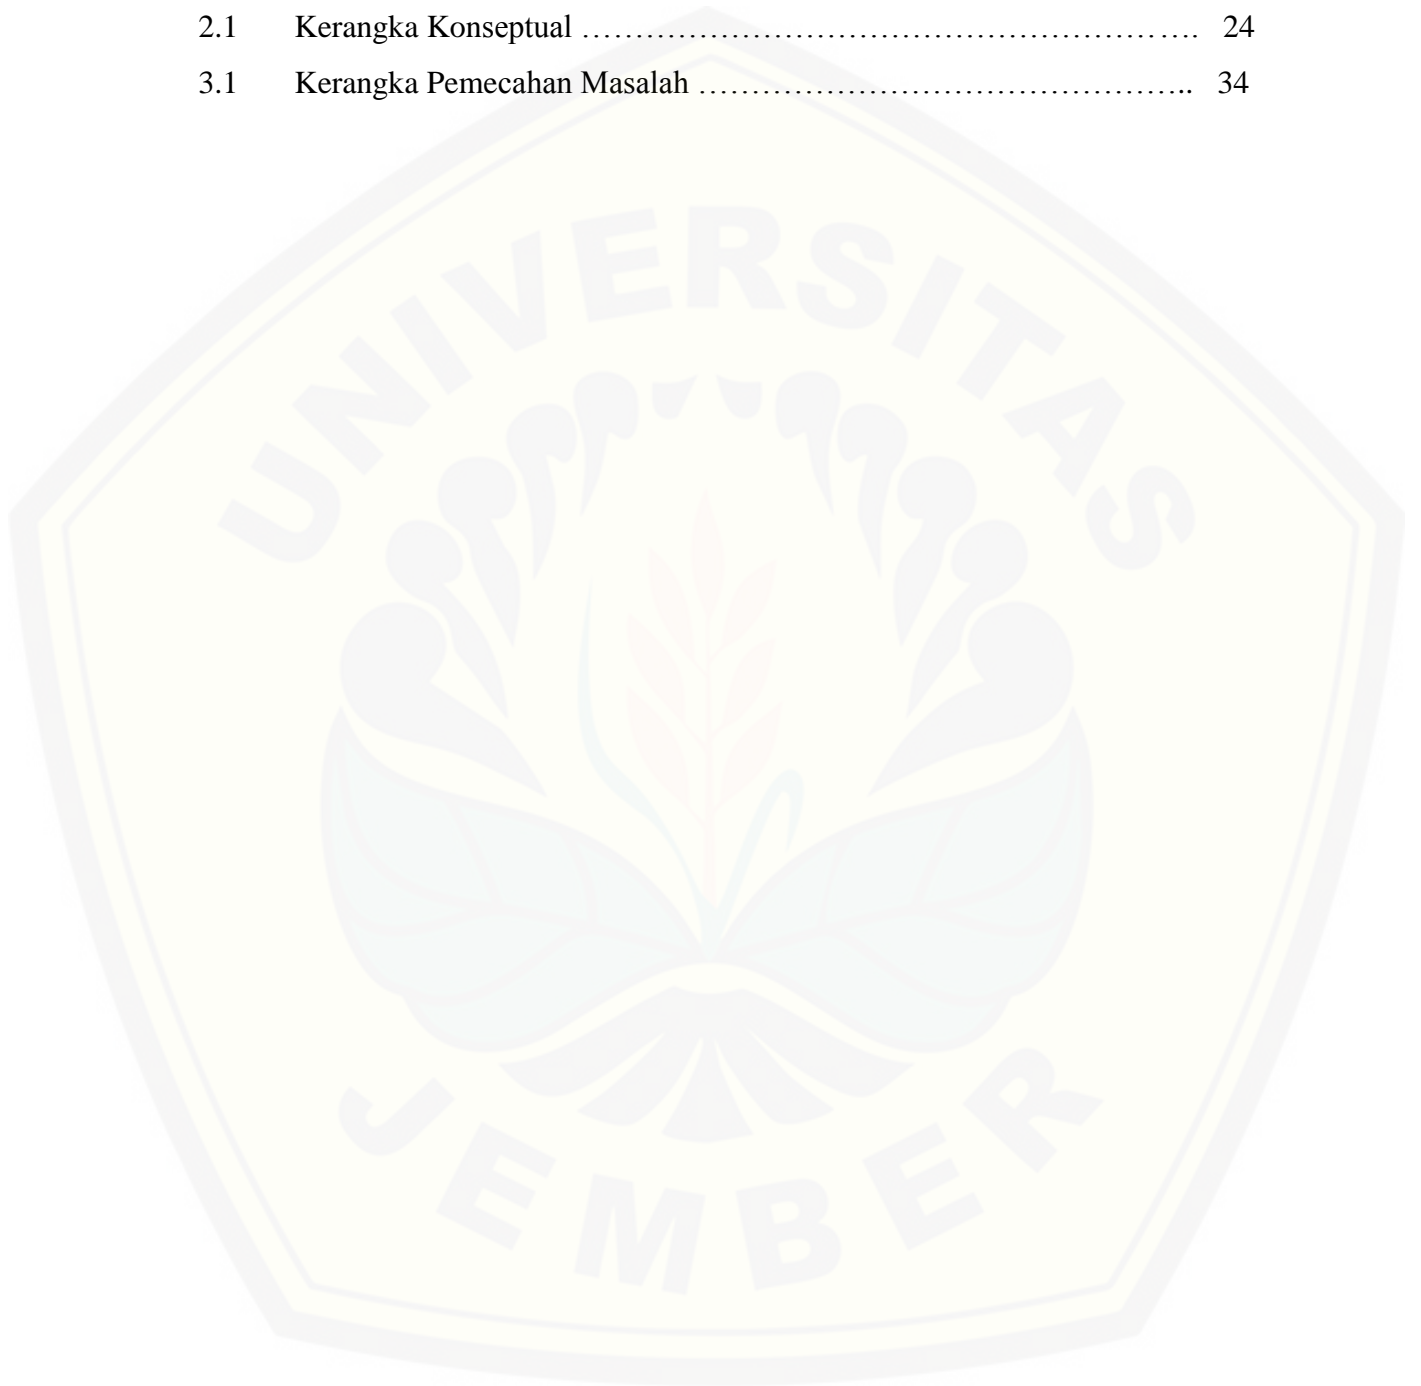 2.1 Kerangka Konseptual ………………………………………………………. 24
3.1 Kerangka Pemecahan Masalah ……………………………………….. 34
UNIVERSITAS
JEMBER